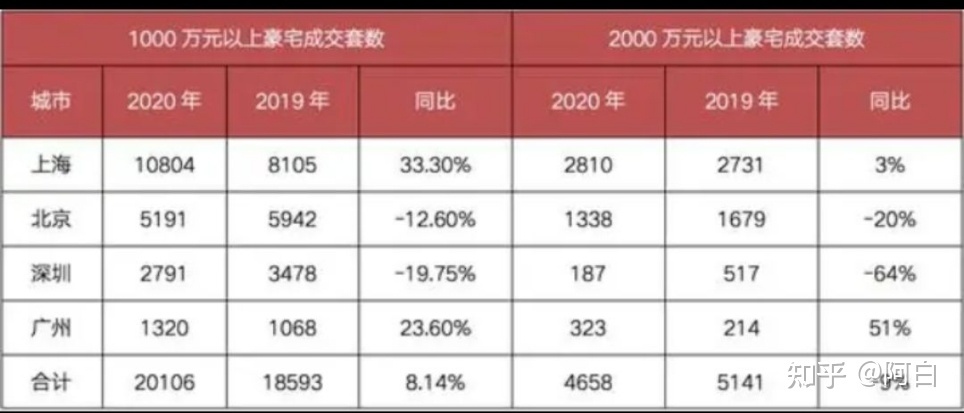 1000 万元以上豪宅成交套数 2000 万元以上豪宅成交套数
城市 2020 年 2019 年 同比 2020 年 2019 年 同比
上海 10804 8105 33.30% 2810 2731 3%
北京 5191 5942 -12.60% 1338 1679 -20%
深圳 2791 3478 -19.75% 187 517 -64%
广州 1320 1068 23.60% 323 214 51%
合计 20106 18593 8.14% 4658 5141 -9%
知乎 @阿白